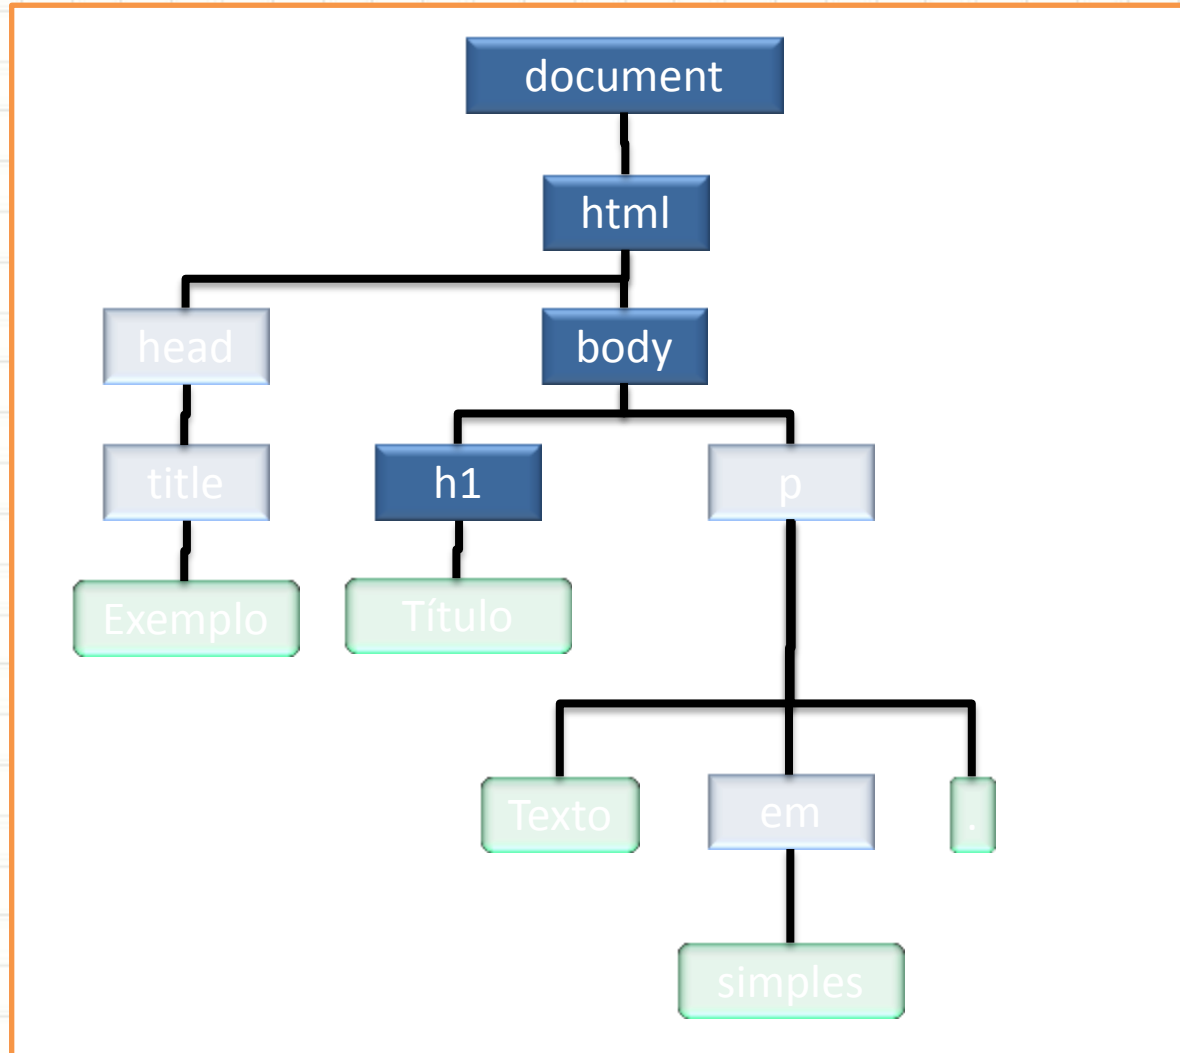 document
html
head
body
title
h1
p
Exemplo
Título
Texto
em
.
simples